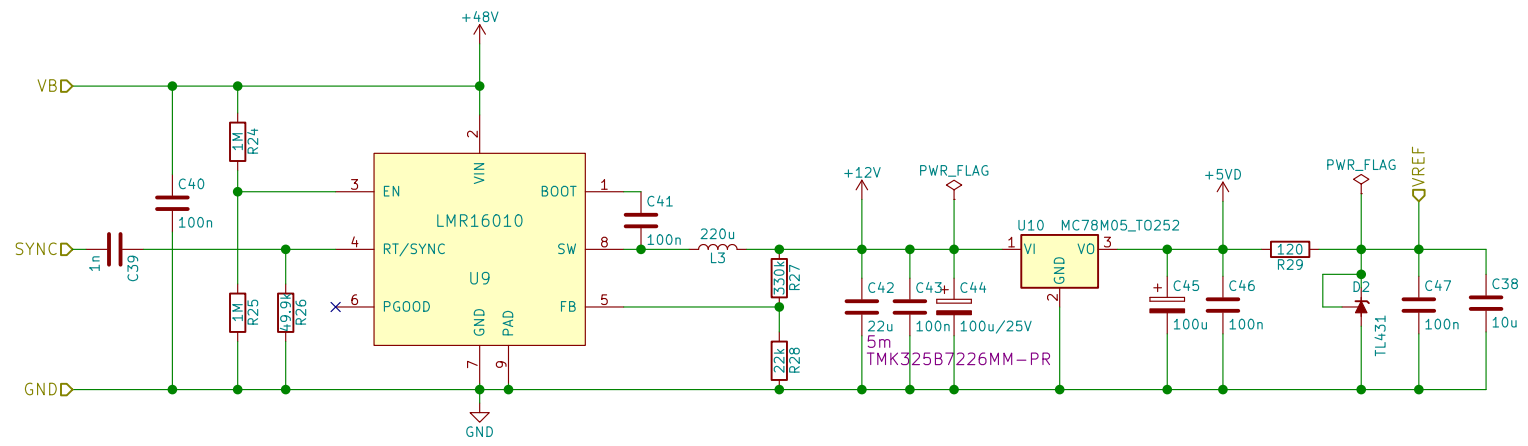 +48V
VB
2
1M
R24
VIN
C40
100n
3
EN
BOOT
1
LMR16010
C41
100n
SYNC
1n
C39
4
RT/SYNC
SW
8
220u
L3
U9
1M
R25
49.9k
R26
6
PGOOD
FB
5
GND
PAD
7
9
GND
GND
330k
R27
22k
R28
+12V
PWR_FLAG
C42
22u
5m
TMK325B7226MM-PR
C43
100n
+
C44
100u/25V
U10
MC78M05_TO252
1
VI
VO
3
GND
2
+5VD
+
C45
100u
C46
100n
120
R29
PWR_FLAG
VREF
D2
TL431
C47
100n
C38
10u